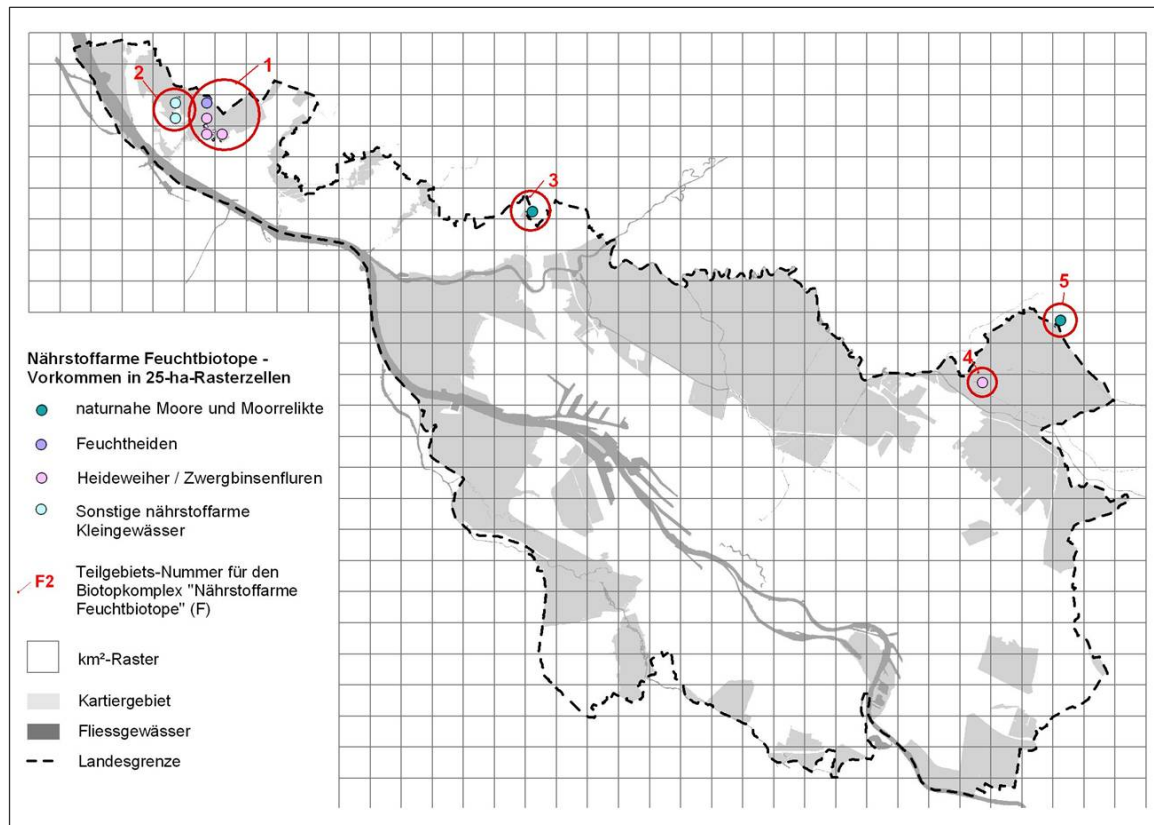 1
2
3
5
4
Nährstoffarme Feuchtbiotope -
Vorkommen in 25-ha-Rasterzellen
naturnahe Moore und Moorrelikte
Feuchtheiden
Heideweiher / Zwergbinsenfluren
Sonstige nährstoffarme
Kleingewässer
F2 Teilgebiets-Nummer für den
Biotopkomplex "Nährstoffarme
Feuchtbiotope" (F)
km²-Raster
Kartiergebiet
Fliessgewässer
Landesgrenze